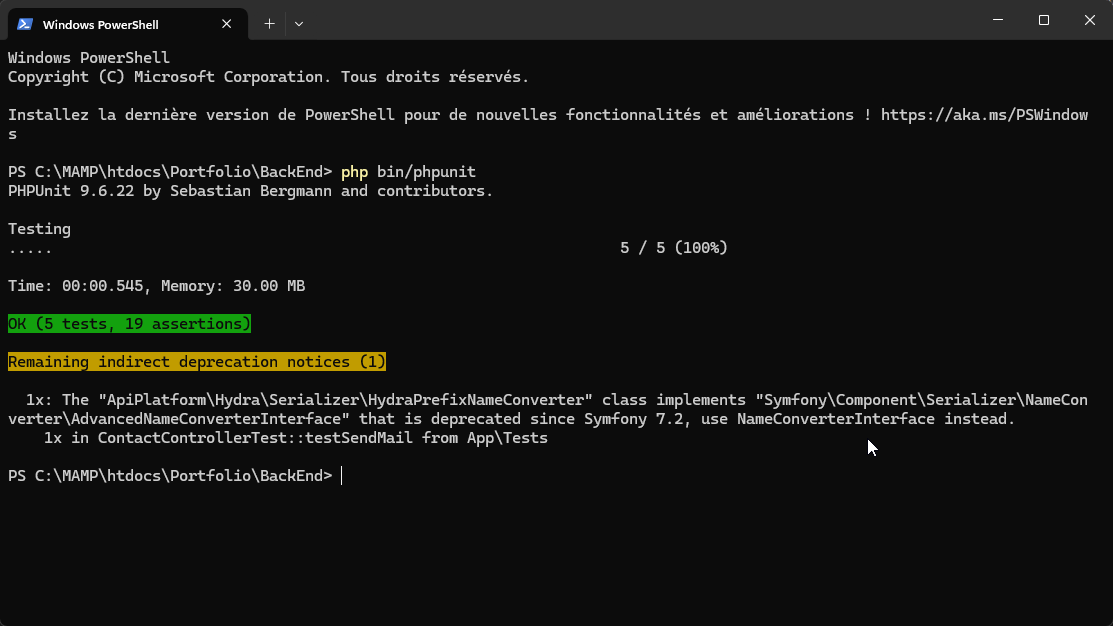 Windows PowerShell
Windows PowerShell
Copyright (C) Microsoft Corporation. Tous droits réservés.
Installez la dernière version de PowerShell pour de nouvelles fonctionnalités et améliorations ! https://aka.ms/PSWindow
s
PS C:\MAMP\htdocs\Portfolio\BackEnd> php bin/phpunit
PHPUnit 9.6.22 by Sebastian Bergmann and contributors.
Testing
..... 5 / 5 (100%)
Time: 00:00.545, Memory: 30.00 MB
OK (5 tests, 19 assertions)
Remaining indirect deprecation notices (1)
1x: The "ApiPlatform\Hydra\Serializer\HydraPrefixNameConverter" class implements "Symfony\Component\Serializer\NameCon
verter\AdvancedNameConverterInterface" that is deprecated since Symfony 7.2, use NameConverterInterface instead.
1x in ContactControllerTest::testSendMail from App\Tests
PS C:\MAMP\htdocs\Portfolio\BackEnd>